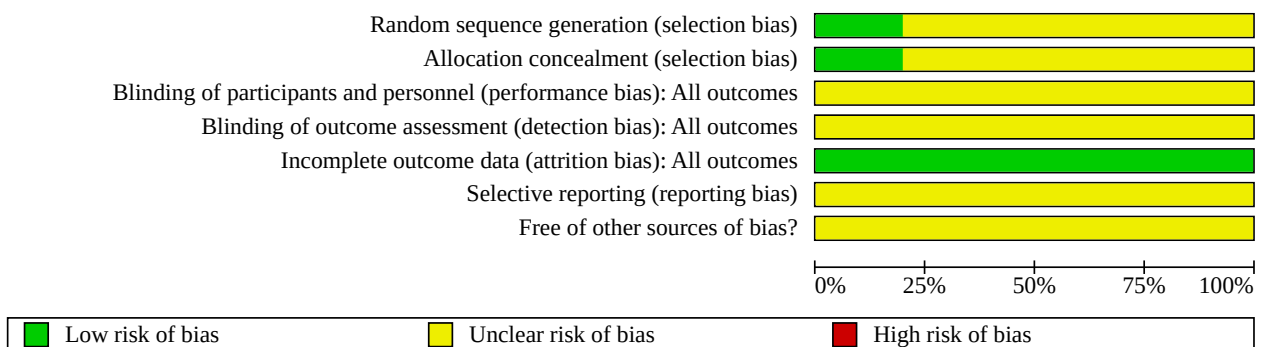 Random sequence generation (selection bias)
Allocation concealment (selection bias)
Blinding of participants and personnel (performance bias): All outcomes
Blinding of outcome assessment (detection bias): All outcomes
Incomplete outcome data (attrition bias): All outcomes
Selective reporting (reporting bias)
Free of other sources of bias?
0% 25% 50% 75% 100%
Low risk of bias Unclear risk of bias High risk of bias